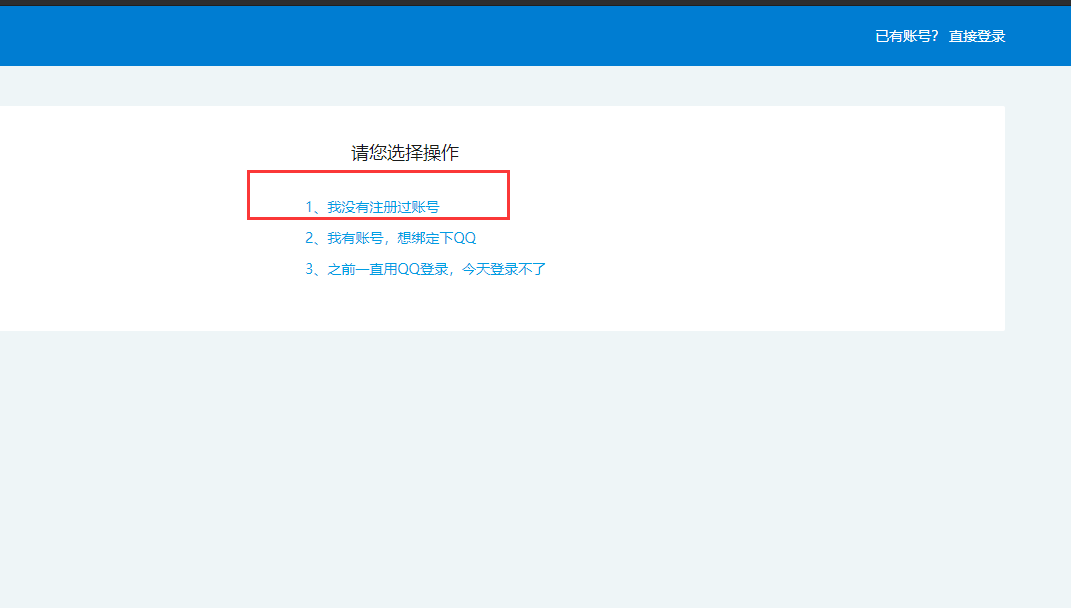 已有账号? 直接登录
请您选择操作
1、我没有注册过账号
2、我有账号，想绑定下QQ
3、之前一直用QQ登录，今天登录不了